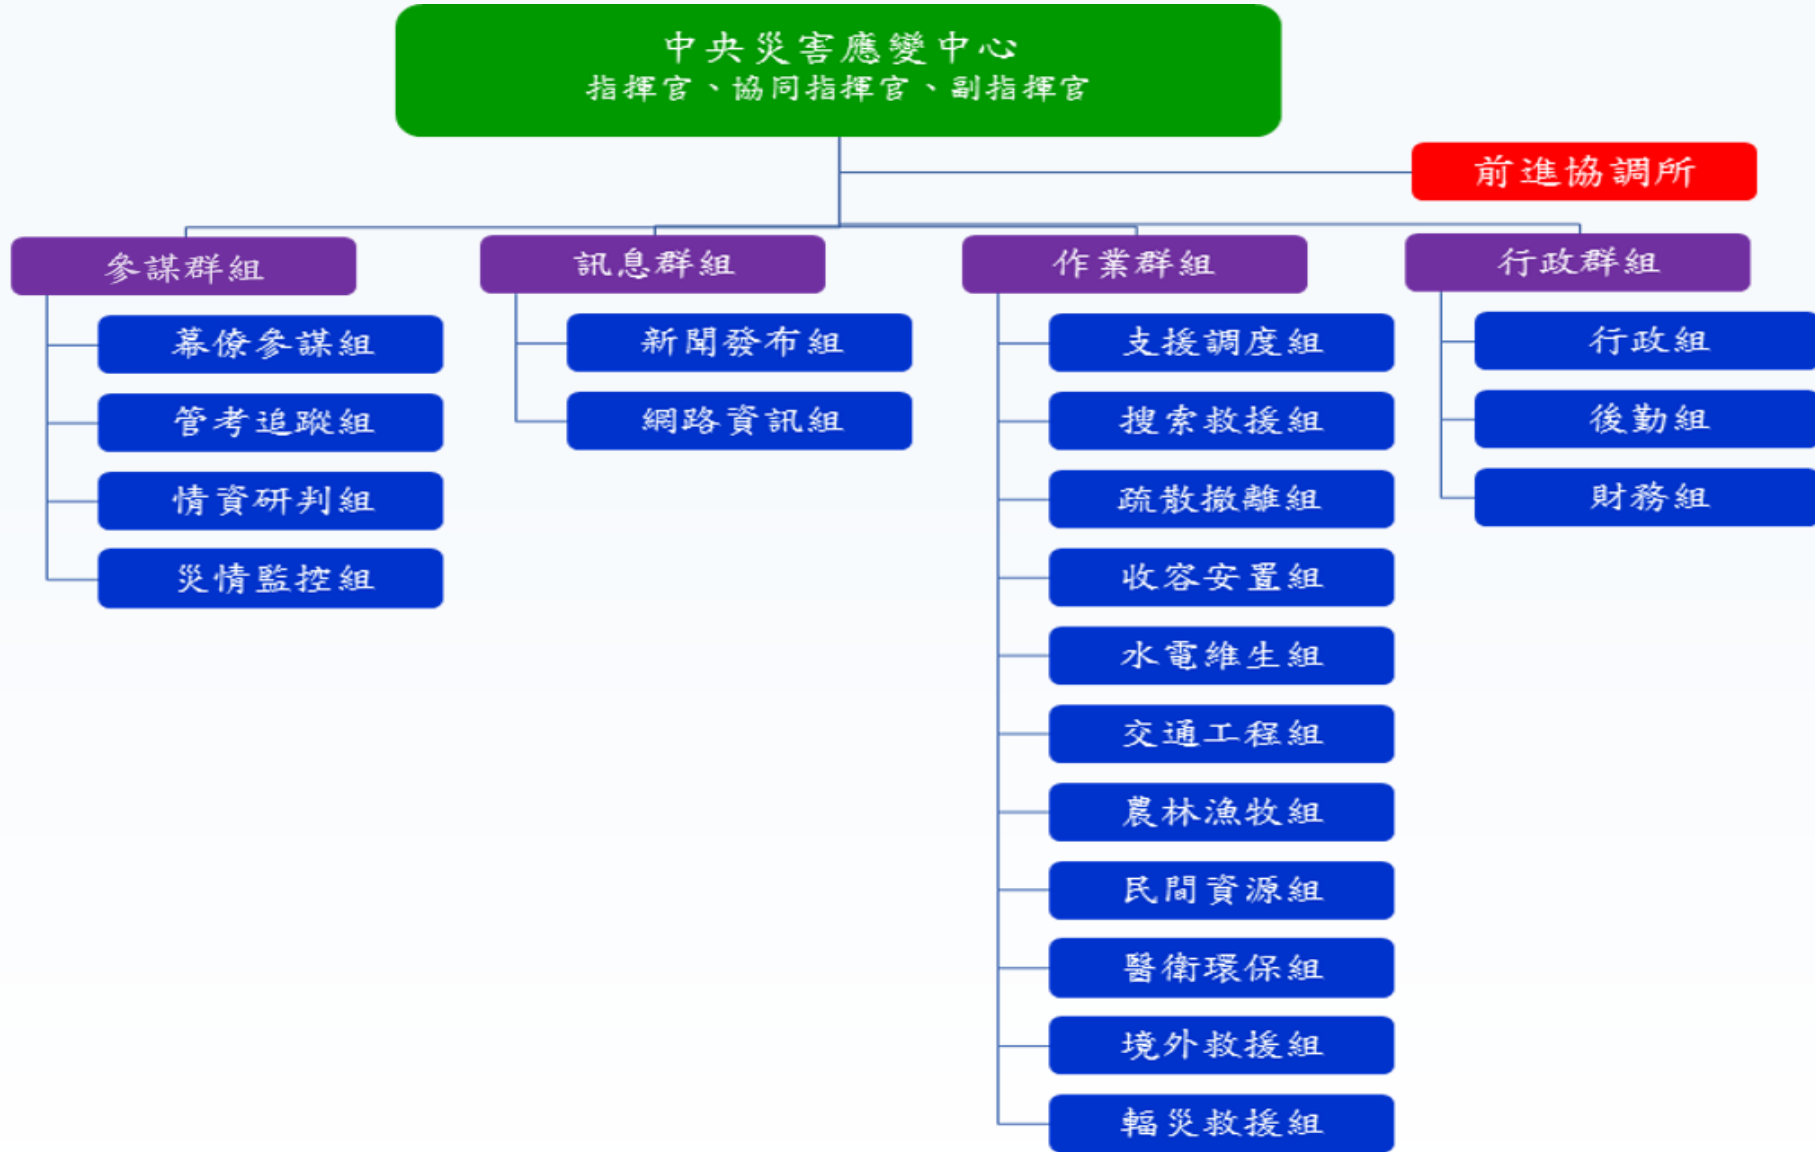 中央災害應變中心
指揮官、協同指揮官、副指揮官
前進協調所
參謀群組
幕僚參謀組
管考追蹤組
情資研判組
災情監控組
訊息群組
新聞發布組
網路資訊組
作業群組
支援調度組
搜索救援組
疏散撤離組
收容安置組
水電維生組
交通工程組
農林漁牧組
民間資源組
醫衛環保組
境外救援組
輻災救援組
行政群組
行政組
後勤組
財務組